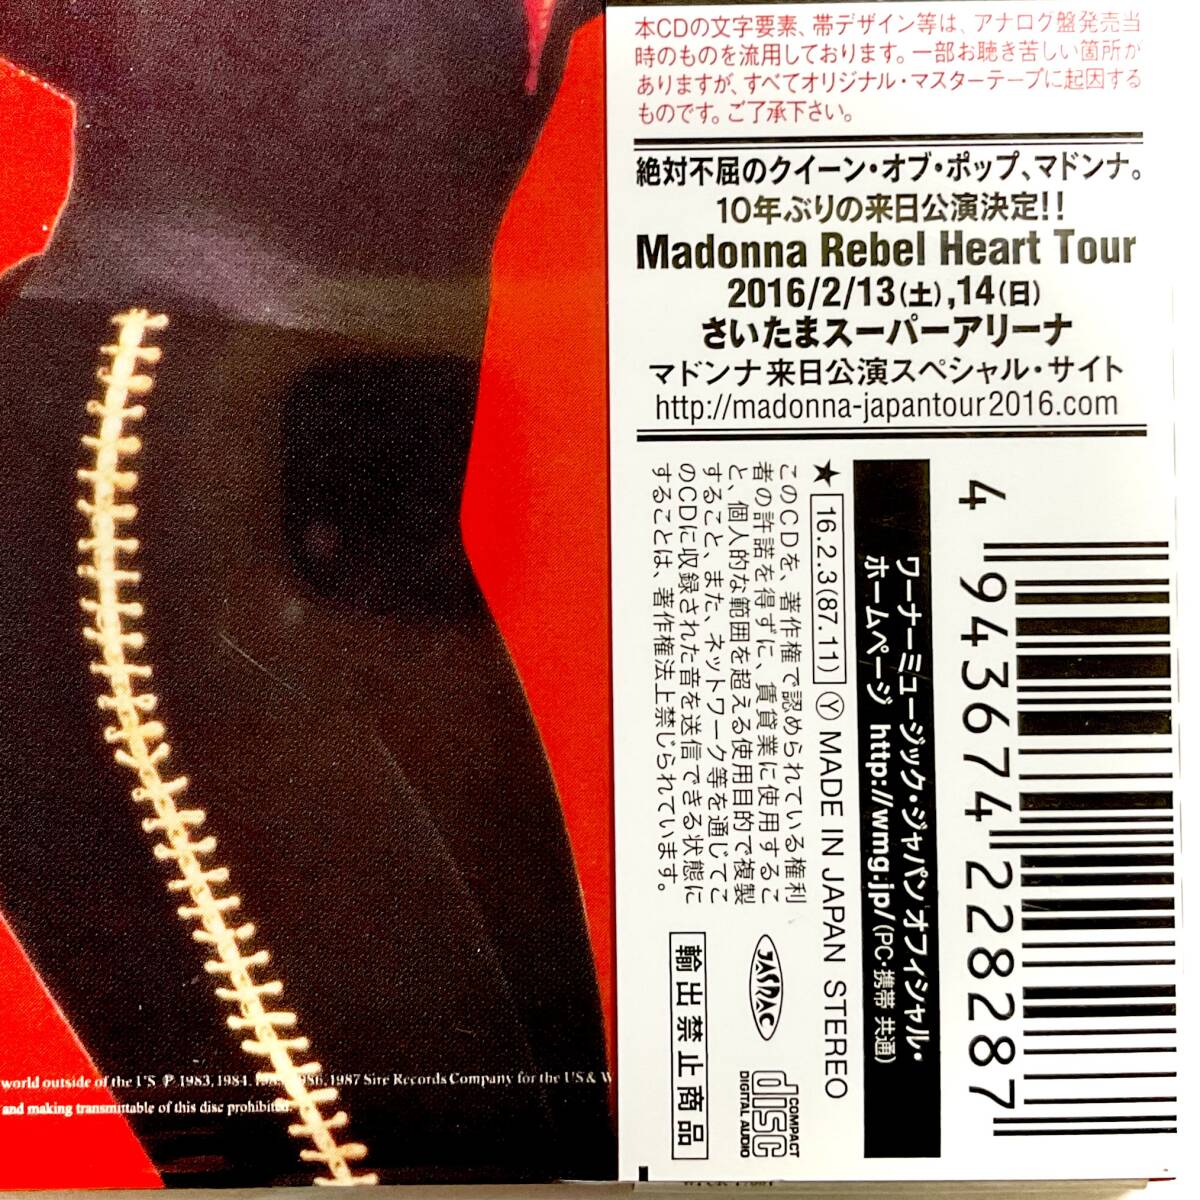 本CDの文字要素、帯デザイン等は、アナログ盤発売当
時のものを流用しております。一部お聴き苦しい箇所が
ありますが、すべてオリジナル・マスターテープに起因する
ものです。ご了承下さい。
絶対不屈のクイーン・オブ・ポップ、マドンナ。
10年ぶりの来日公演決定!!
Madonna Rebel Heart Tour
2016/2/13(土),14(日)
さいたまスーパーアリーナ
マドンナ来日公演スペシャル・サイト
http://madonna-japantour2016.com
4 943674 228287
ワーナーミュージック・ジャパン オフィシャル・
ホームページ http://wmg.jp/(PC・携帯 共通)
★ 16.2.3(87.11) Ⓨ MADE IN JAPAN STEREO
このCDを、著作権で認められている権利
者の許諾を得ずに、賃貸業に使用するこ
と、個人的な範囲を超える使用目的で複製
すること、また、ネットワーク等を通じてこ
のCDに収録された音を送信できる状態に
することは、著作権法上禁じられています。
JASRAC
COMPACT
disc
DIGITAL AUDIO
輸出禁止商品
world outside of the U.S ℗ 1983, 1984, 1986, 1987 Sire Records Company for the US & W
and making transmittable of this disc prohibited.